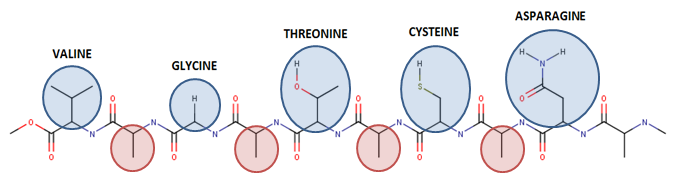 VALINE
GLYCINE
THREONINE
CYSTEINE
ASPARAGINE
H H
H H N
O S
O H O O O O O
O N N N N N N N N N N
O O O O O